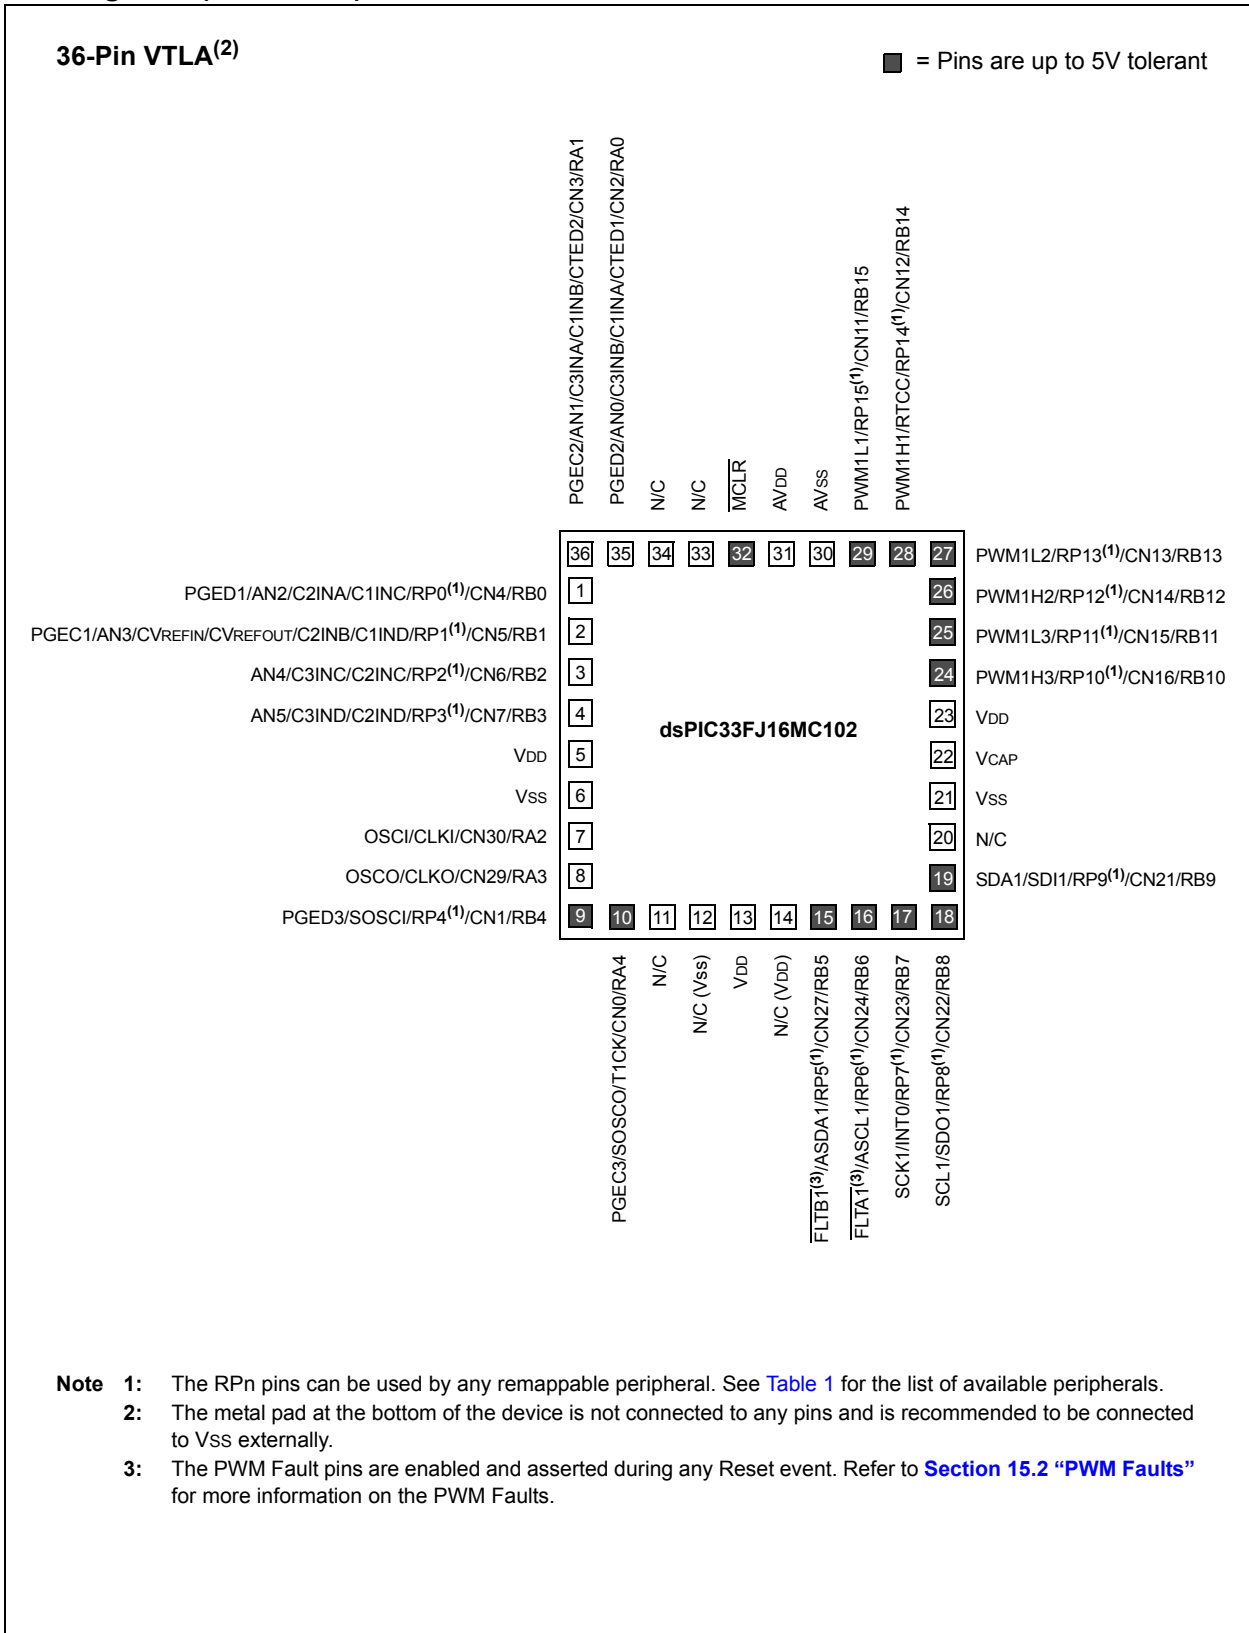 36-Pin VTLA(2)
= Pins are up to 5V tolerant
PGEC2/AN1/C3INA/C1INB/CTED2/CN3/RA1
PGED2/AN0/C3INB/C1INA/CTED1/CN2/RA0
N/C
N/C
MCLR
AVDD
AVSS
PWM1L1/RP15(1)/CN11/RB15
PWM1H1/RTCC/RP14(1)/CN12/RB14
36 35 34 33 32 31 30 29 28 27 PWM1L2/RP13(1)/CN13/RB13
PGED1/AN2/C2INA/C1INC/RP0(1)/CN4/RB0 1 26 PWM1H2/RP12(1)/CN14/RB12
PGEC1/AN3/CVREFIN/CVREFOUT/C2INB/C1IND/RP1(1)/CN5/RB1 2 25 PWM1L3/RP11(1)/CN15/RB11
AN4/C3INC/C2INC/RP2(1)/CN6/RB2 3 24 PWM1H3/RP10(1)/CN16/RB10
AN5/C3IND/C2IND/RP3(1)/CN7/RB3 4 23 VDD
dsPIC33FJ16MC102
VDD 5 22 VCAP
VSS 6 21 VSS
OSCI/CLKI/CN30/RA2 7 20 N/C
OSCO/CLKO/CN29/RA3 8 19 SDA1/SDI1/RP9(1)/CN21/RB9
PGED3/SOSCI/RP4(1)/CN1/RB4 9 10 11 12 13 14 15 16 17 18
PGEC3/SOSCO/T1CK/CN0/RA4
N/C
N/C (Vss)
VDD
N/C (VDD)
FLTB1(3)/ASDA1/RP5(1)/CN27/RB5
FLTA1(3)/ASCL1/RP6(1)/CN24/RB6
SCK1/INT0/RP7(1)/CN23/RB7
SCL1/SDO1/RP8(1)/CN22/RB8
Note 1: The RPn pins can be used by any remappable peripheral. See Table 1 for the list of available peripherals.
2: The metal pad at the bottom of the device is not connected to any pins and is recommended to be connected
to VSS externally.
3: The PWM Fault pins are enabled and asserted during any Reset event. Refer to Section 15.2 “PWM Faults”
for more information on the PWM Faults.